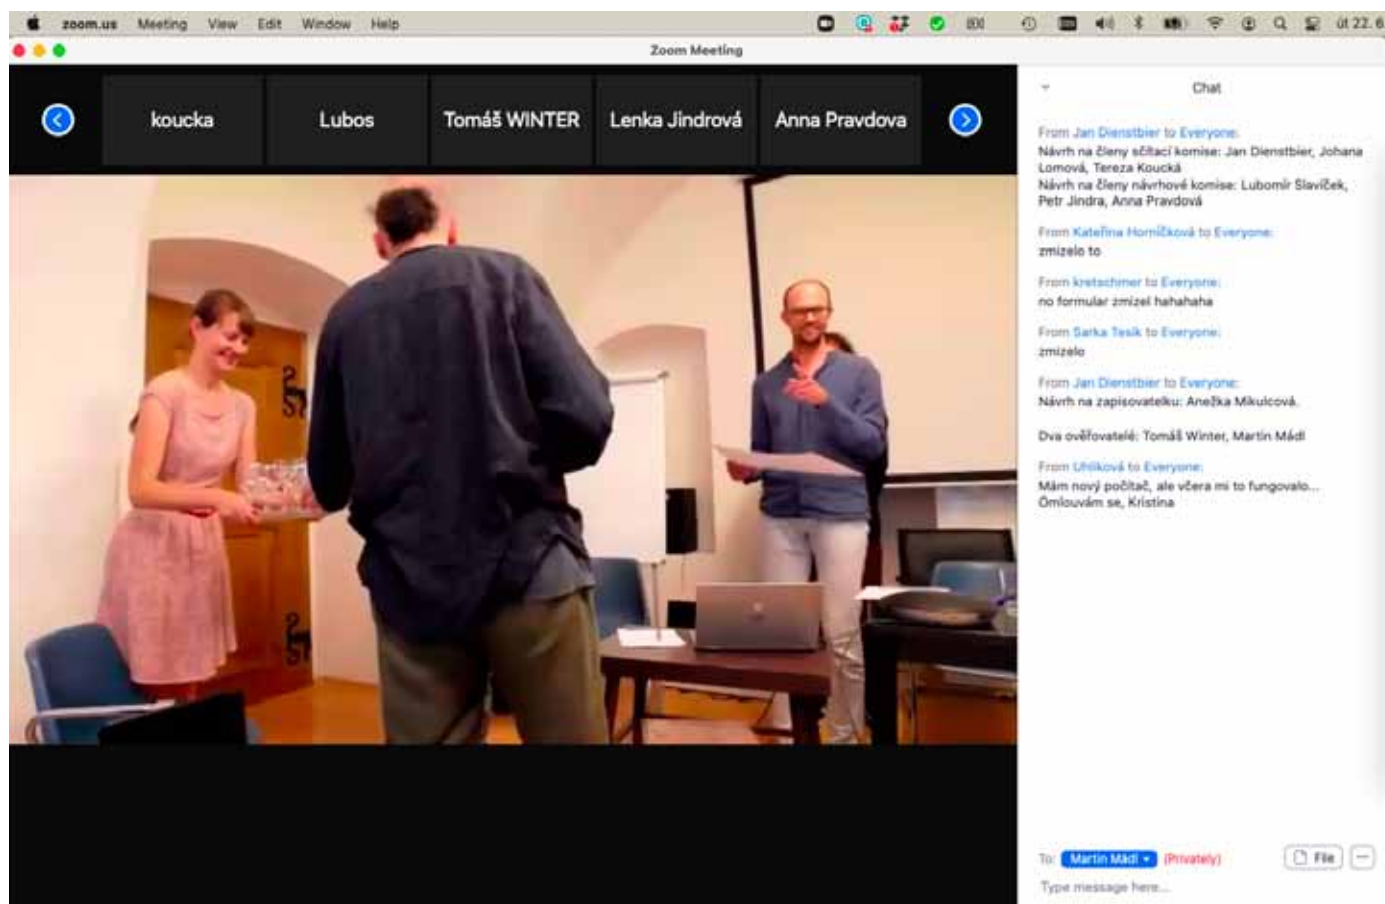 zoom.us Meeting View Edit Window Help út 22. 6
Zoom Meeting
koucka
Lubos
Tomáš WINTER
Lenka Jindrová
Anna Pravdova
Chat
From Jan Dienstbier to Everyone:
Návrh na členy sčítací komise: Jan Dienstbier, Johana
Lomová, Tereza Koucká
Návrh na členy návrhové komise: Lubomír Slavíček,
Petr Jindra, Anna Pravdová
From Kateřina Horníčková to Everyone:
zmizelo to
From kretschmer to Everyone:
no formular zmizel hahahaha
From Sarka Tesik to Everyone:
zmizelo
From Jan Dienstbier to Everyone:
Návrh na zapisovatelku: Anežka Mikulcová.
Dva ověřovatelé: Tomáš Winter, Martin Mádl
From Uhlíková to Everyone:
Mám nový počítač, ale včera mi to fungovalo...
Omlouvám se, Kristina
To: Martin Mádl (Privately)
File
Type message here...